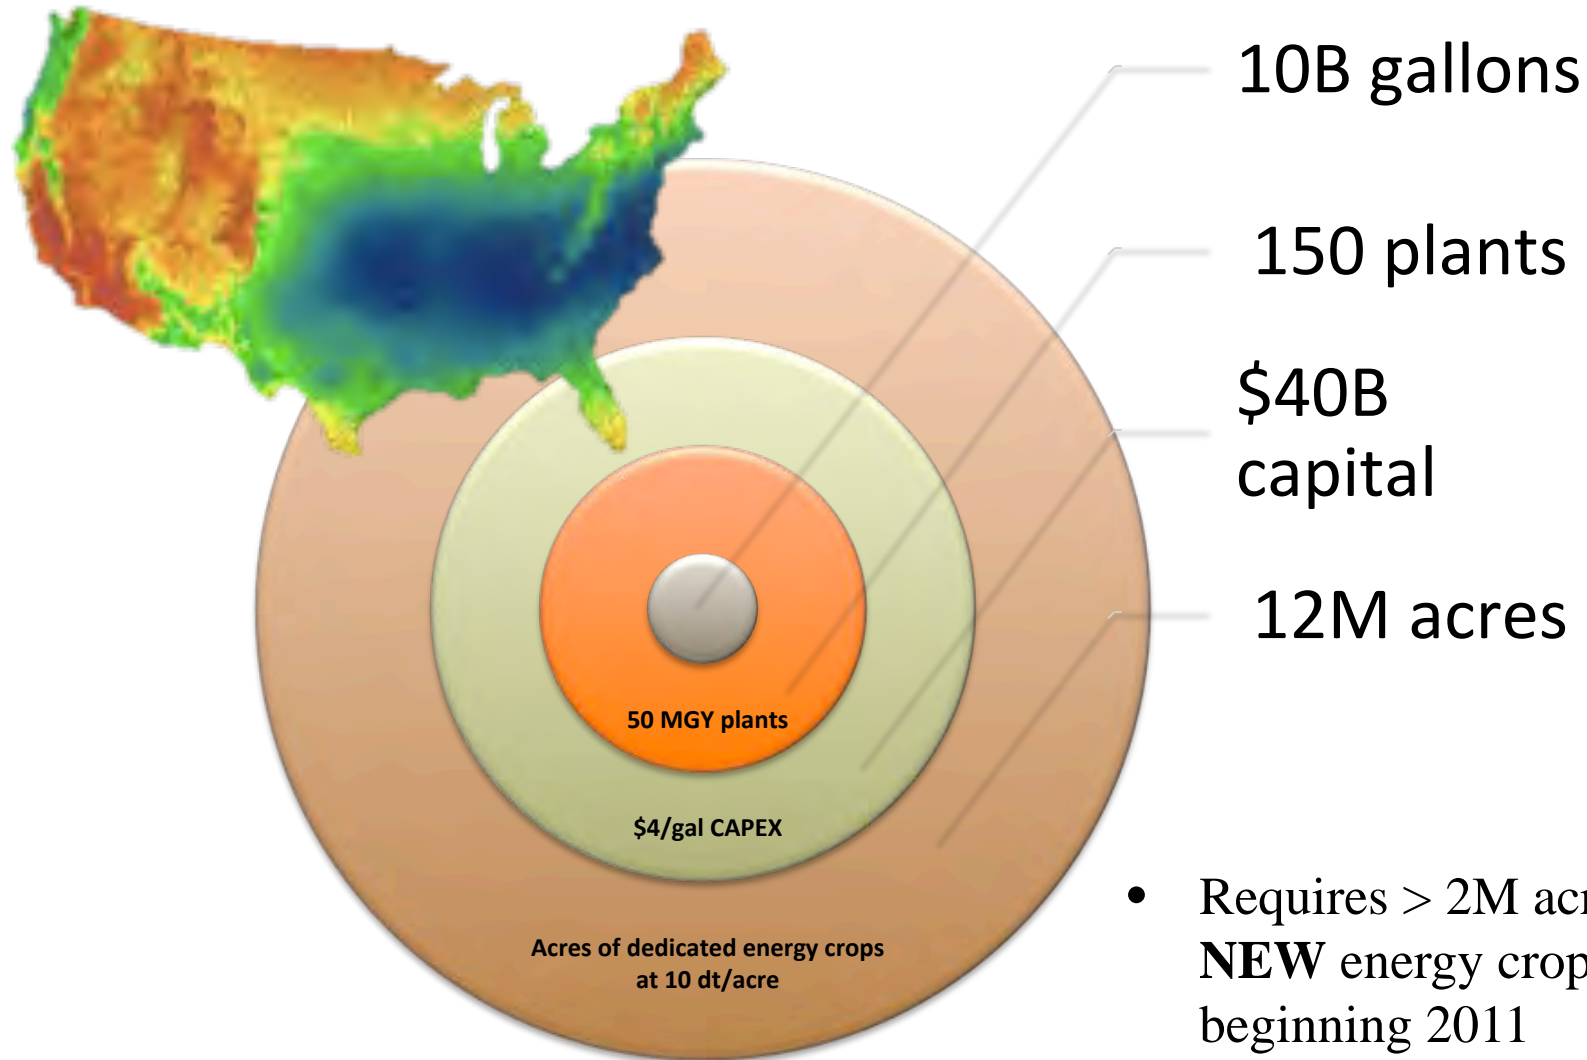 10B gallons
150 plants
$40B
capital
12M acres
50 MGY plants
$4/gal CAPEX
Acres of dedicated energy crops
at 10 dt/acre
• Requires > 2M
NEW energy crop
beginning 2011